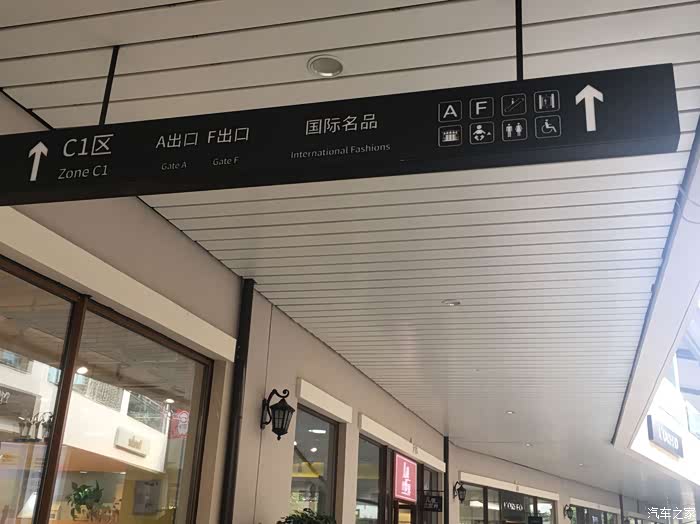 C1区
Zone C1
A出口 F出口
Gate A Gate F
国际名品
International Fashions
A F
汽车之家